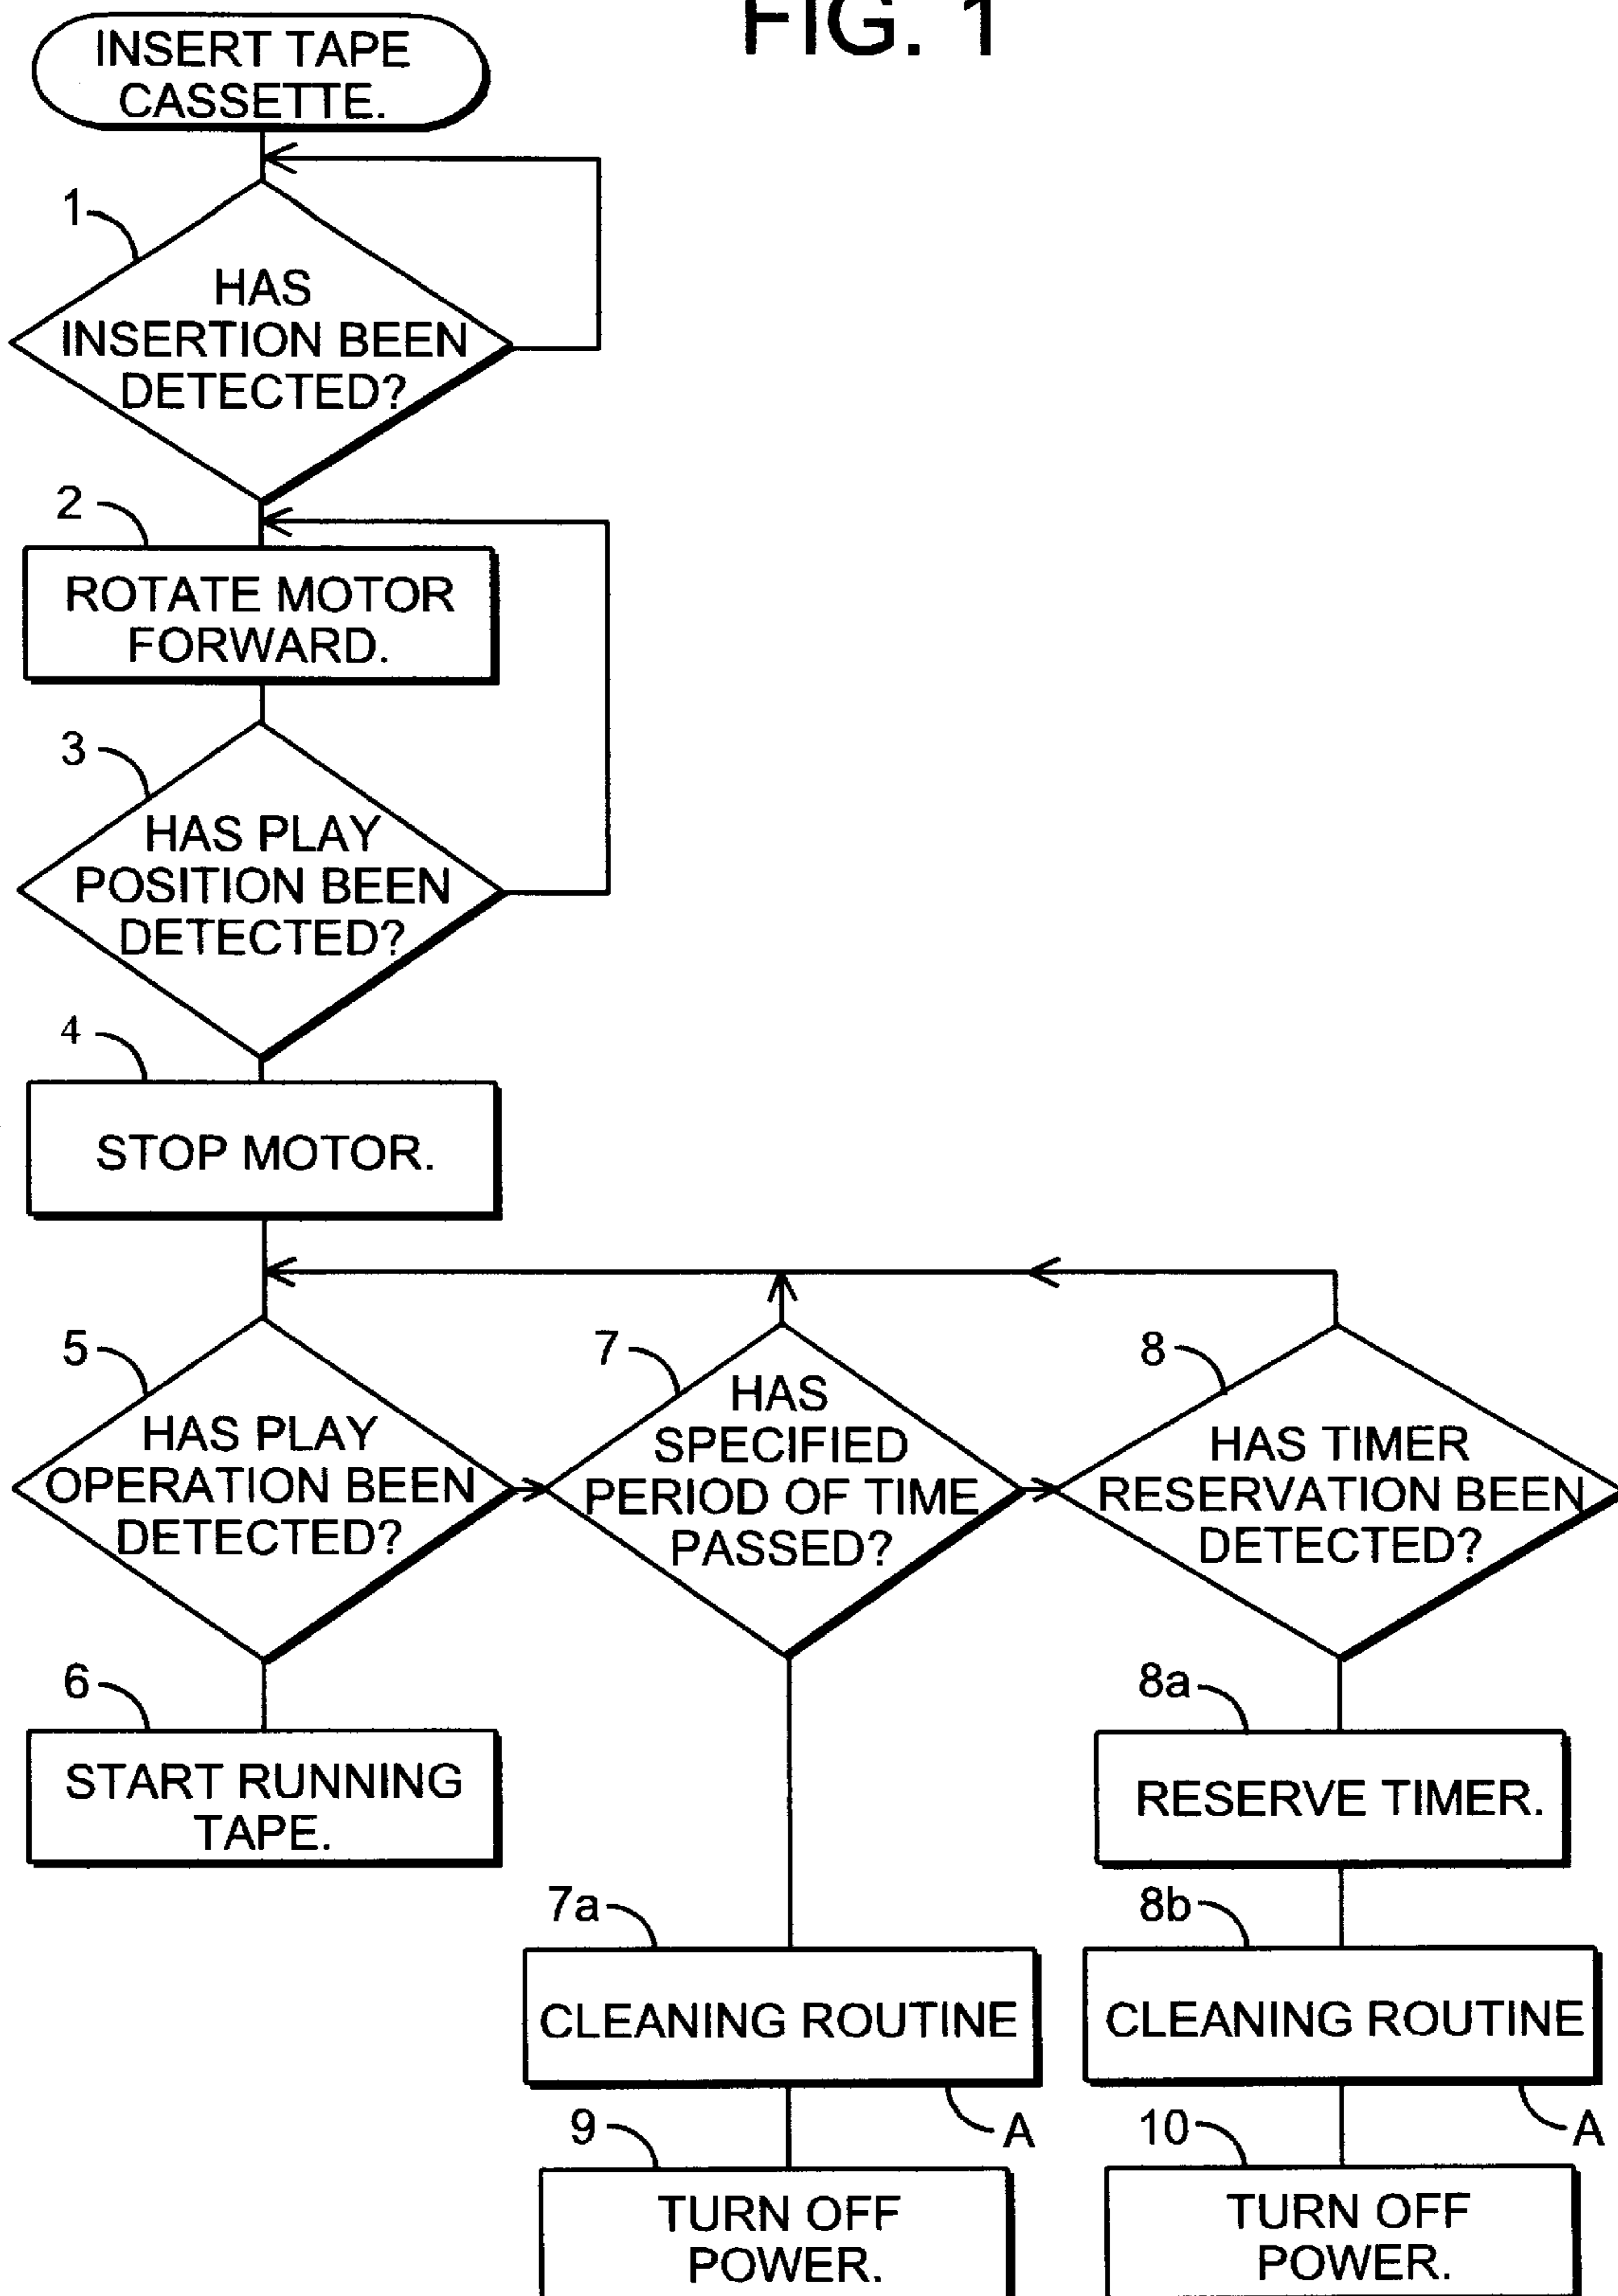 FIG. 1
INSERT TAPE
CASSETTE.
1
HAS
INSERTION BEEN
DETECTED?
2
ROTATE MOTOR
FORWARD.
3
HAS PLAY
POSITION BEEN
DETECTED?
4
STOP MOTOR.
5
HAS PLAY
OPERATION BEEN
DETECTED?
7
HAS
SPECIFIED
PERIOD OF TIME
PASSED?
8
HAS TIMER
RESERVATION BEEN
DETECTED?
6
START RUNNING
TAPE.
8a
RESERVE TIMER.
7a
CLEANING ROUTINE
A
8b
CLEANING ROUTINE
A
9
TURN OFF
POWER.
10
TURN OFF
POWER.